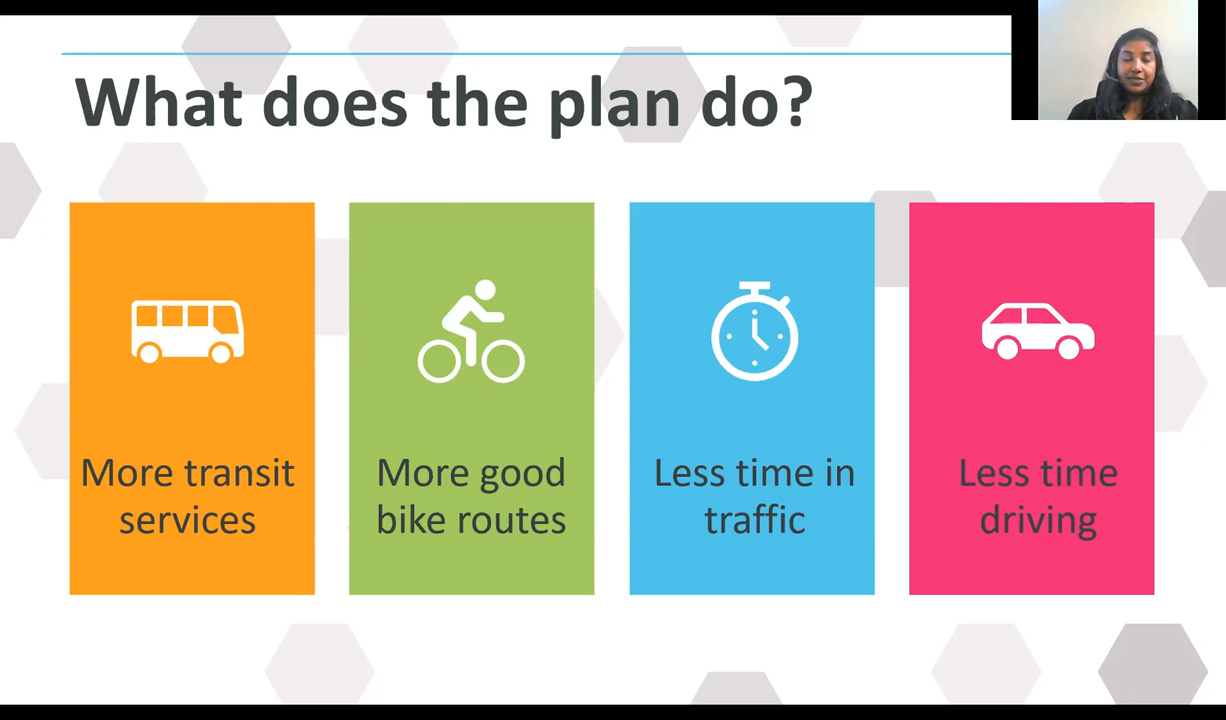 What does the plan do?
More transit
services
More good
bike routes
Less time in
traffic
Less time
driving